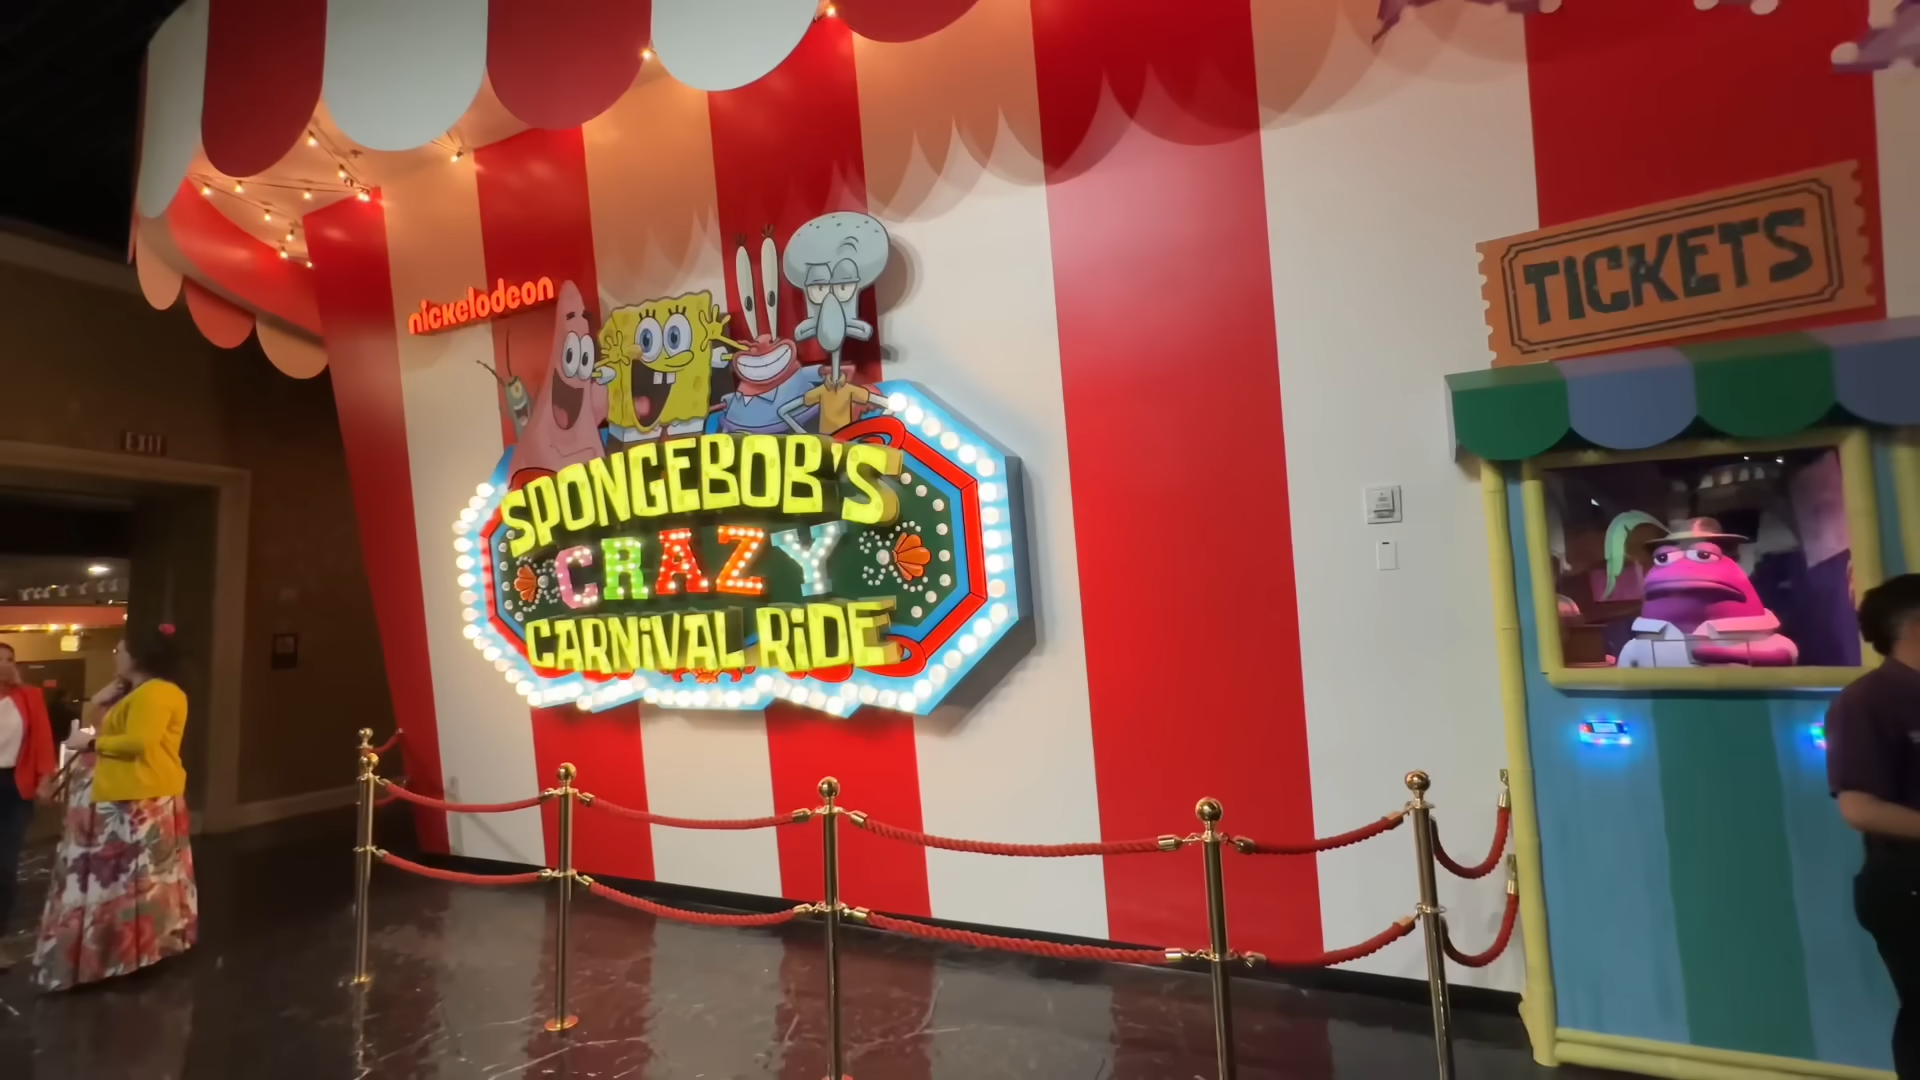 nickelodeon
SPONGEBOB'S
CRAZY
CARNIVAL RIDE
TICKETS
EXIT